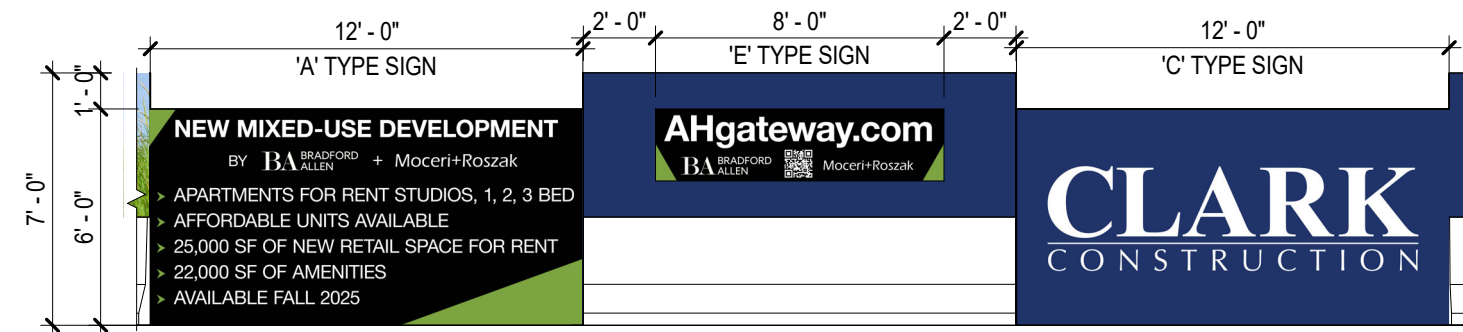 12' - 0"
2' - 0"
8' - 0"
2' - 0"
12' - 0"
'A' TYPE SIGN
'E' TYPE SIGN
'C' TYPE SIGN
7' - 0"
1'- 0"
6' - 0"
NEW MIXED-USE DEVELOPMENT
BY BA BRADFORD ALLEN + Moceri+Roszak
APARTMENTS FOR RENT STUDIOS, 1, 2, 3 BED
AFFORDABLE UNITS AVAILABLE
25,000 SF OF NEW RETAIL SPACE FOR RENT
22,000 SF OF AMENITIES
AVAILABLE FALL 2025
AHgateway.com
BA BRADFORD ALLEN Moceri+Roszak
CLARK
CONSTRUCTION